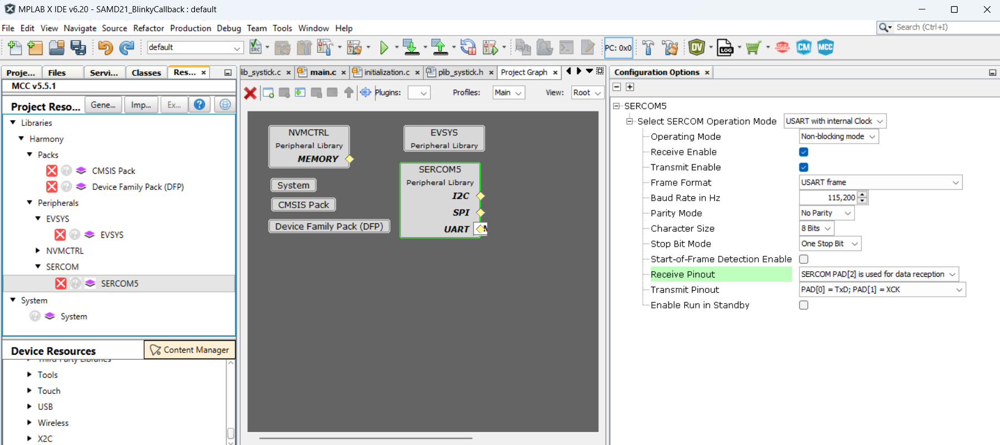 MPLAB X IDE v6.20 - SAMD21_BlinkyCallback : default
File Edit View Navigate Source Refactor Production Debug Team Tools Window Help
Search (Ctrl+I)
default
SRC
PC: 0x0
DV
LOG
CM
MCC
Proje...
Files
Servi...
Classes
Res... ×
lib_systick.c ×
main.c ×
initialization.c ×
plib_systick.h ×
Project Graph ×
Configuration Options ×
MCC v5.5.1
Project Reso...
Gene...
Imp...
Ex...
?
Plugins:
Profiles:
Main
View:
Root
Libraries
Harmony
Packs
CMSIS Pack
Device Family Pack (DFP)
Peripherals
EVSYS
EVSYS
NVMCTRL
SERCOM
SERCOM5
System
System
Device Resources
Content Manager
Third Party Libraries
Tools
Touch
USB
Wireless
X2C
NVMCTRL
Peripheral Library
MEMORY
System
CMSIS Pack
Device Family Pack (DFP)
EVSYS
Peripheral Library
SERCOM5
Peripheral Library
I2C
SPI
UART
SERCOM5
Select SERCOM Operation Mode USART with internal Clock
Operating Mode Non-blocking mode
Receive Enable
Transmit Enable
Frame Format USART frame
Baud Rate in Hz 115,200
Parity Mode No Parity
Character Size 8 Bits
Stop Bit Mode One Stop Bit
Start-of-Frame Detection Enable
Receive Pinout SERCOM PAD[2] is used for data reception
Transmit Pinout PAD[0] = TxD; PAD[1] = XCK
Enable Run in Standby